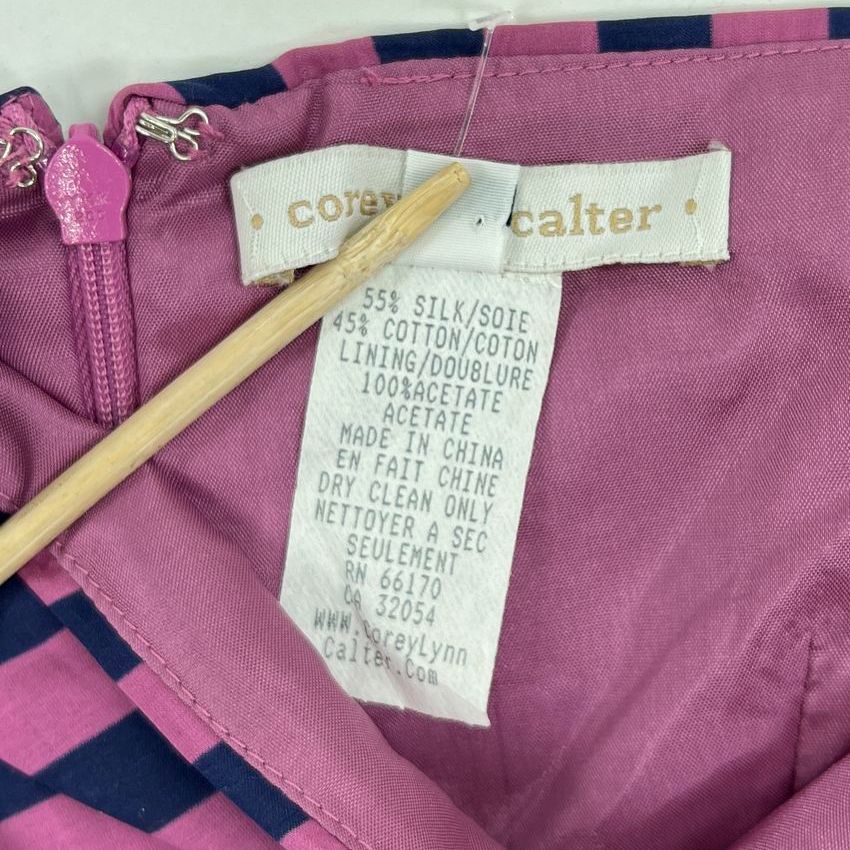 corey calter
55% SILK/SOIE
45% COTTON/COTON
LINING/DOUBLURE
100%ACETATE
ACETATE
MADE IN CHINA
EN FAIT CHINE
DRY CLEAN ONLY
NETTOYER A SEC
SEULEMENT
RN 66170
CA 32054
WWW.CoreyLynn
Calter.Com